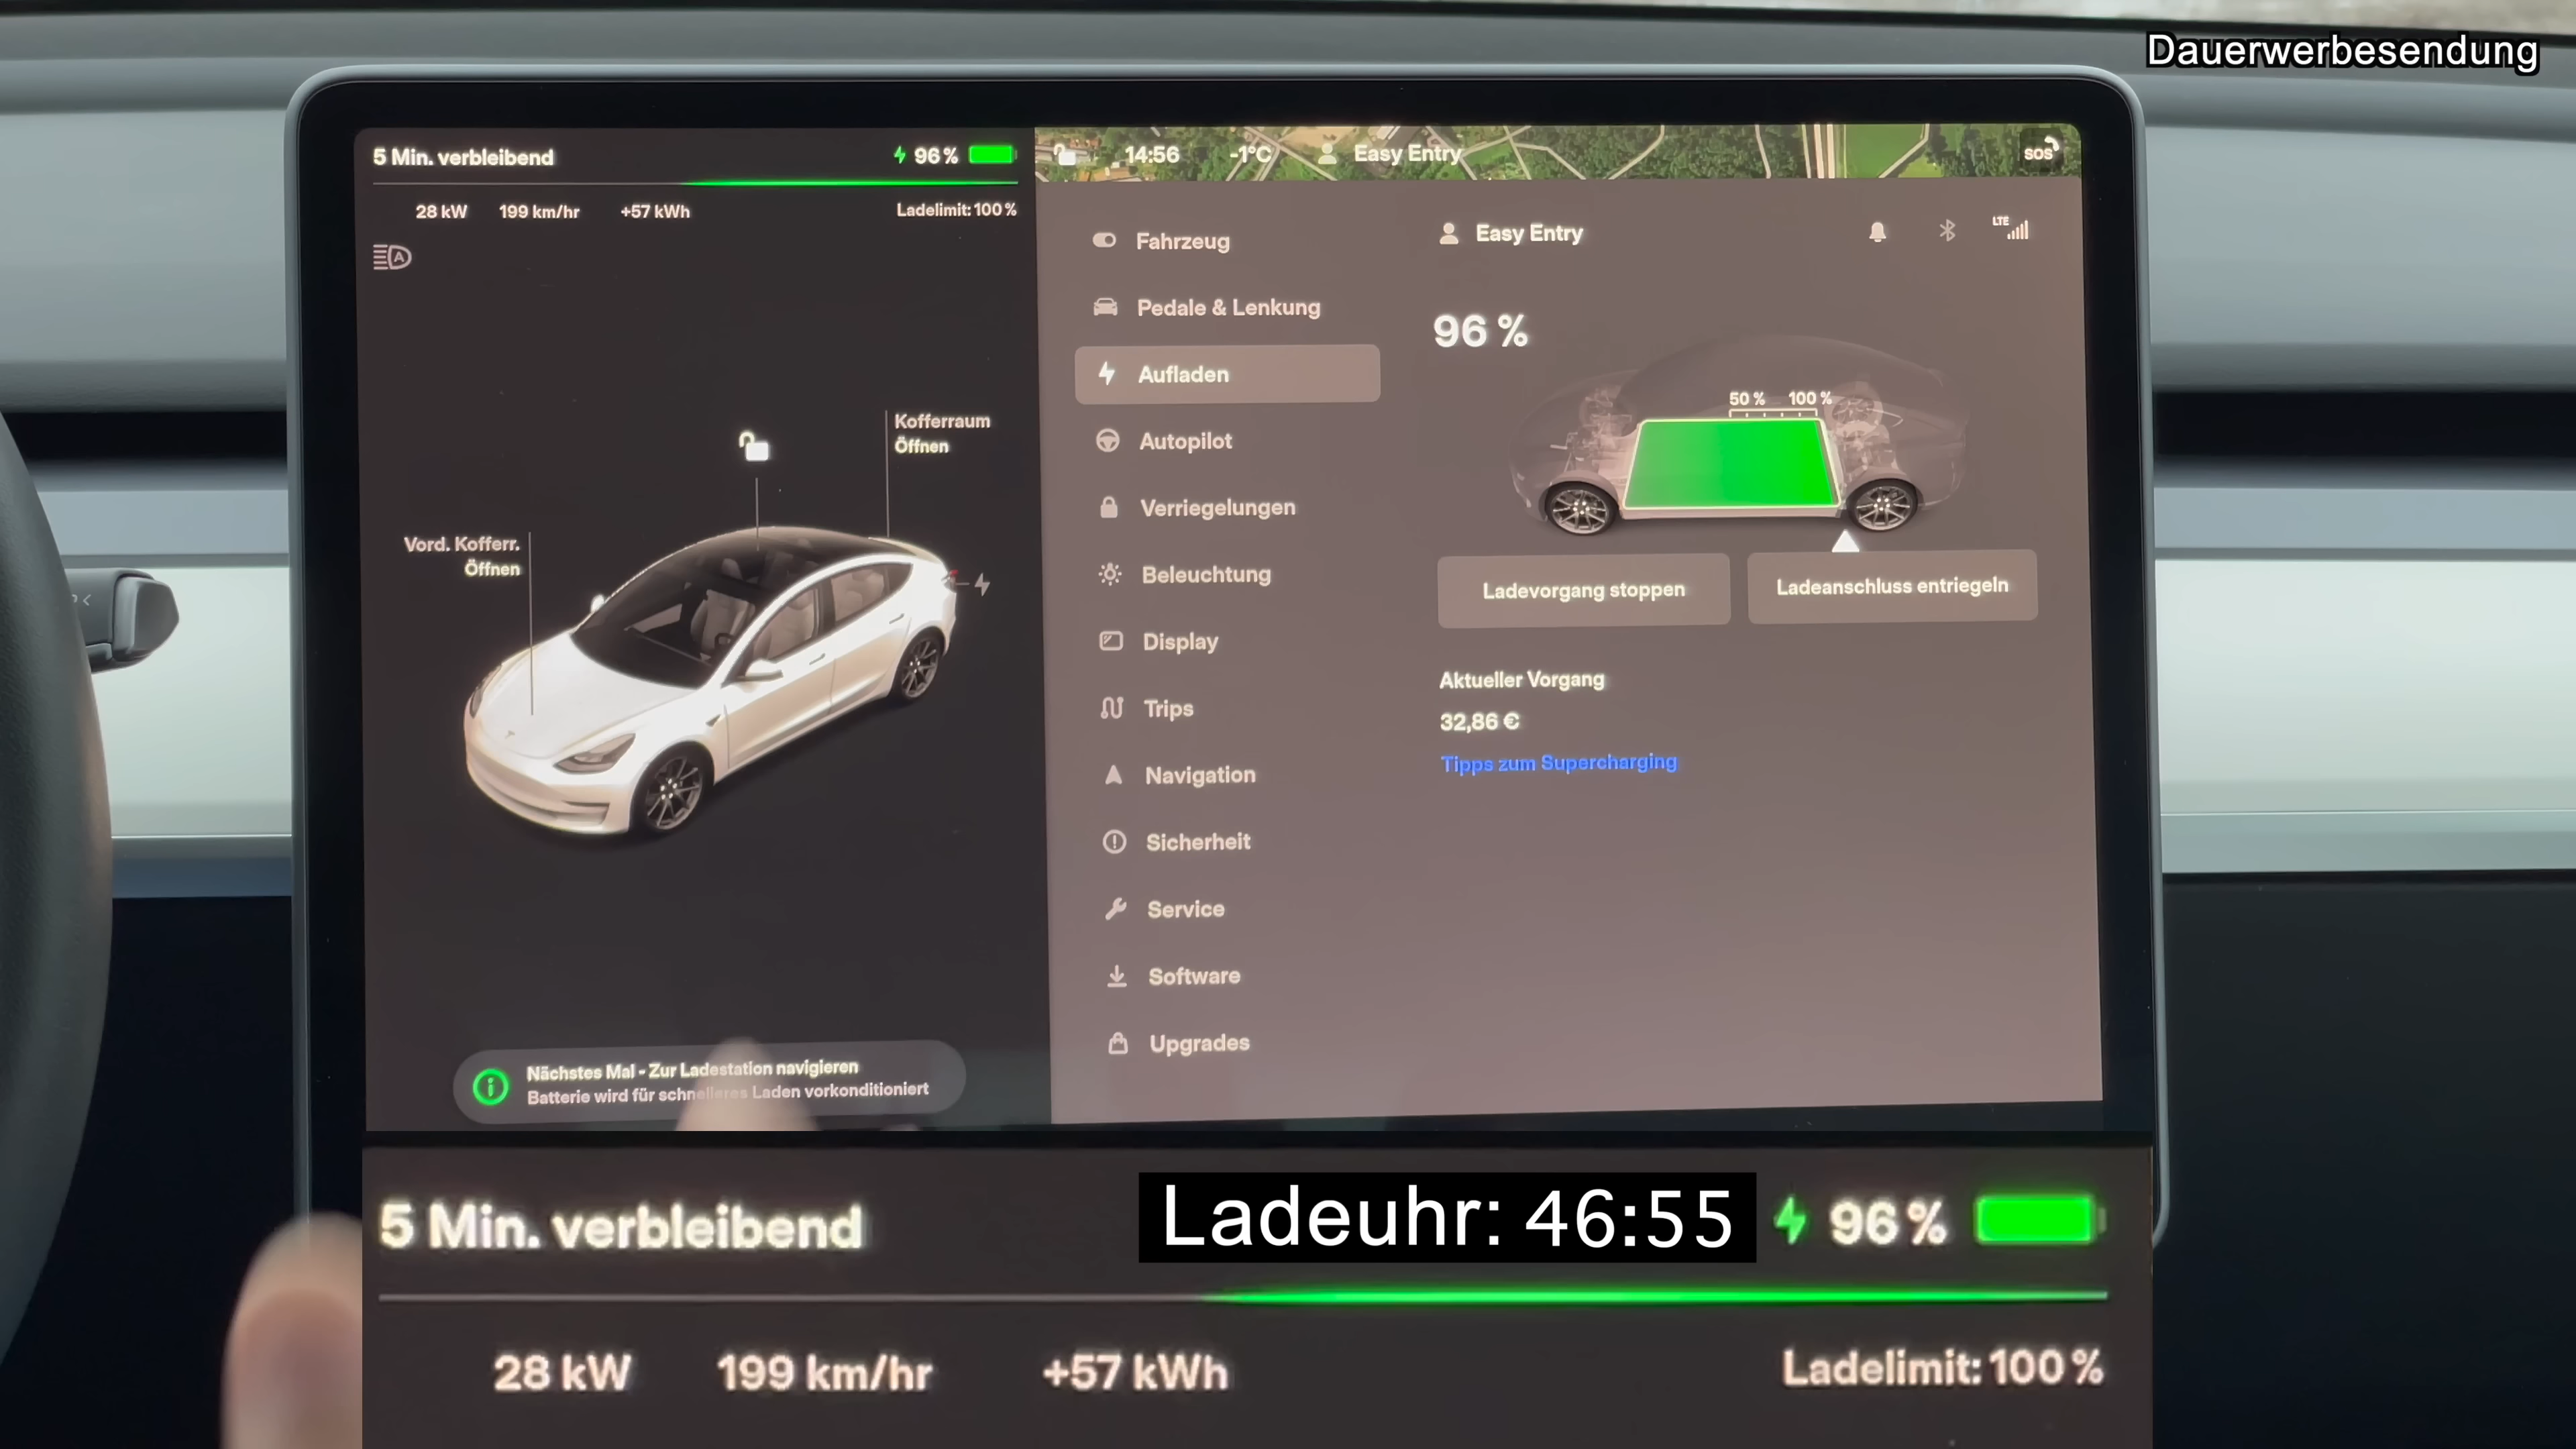 Dauerwerbesendung
5 Min. verbleibend
96 %
28 kW 199 km/hr +57 kWh
Ladelimit: 100 %
Kofferraum
Öffnen
Vord. Kofferr.
Öffnen
Nächstes Mal - Zur Ladestation navigieren
Batterie wird für schnelleres Laden vorkonditioniert
14:56 -1°C Easy Entry
SOS
Fahrzeug
Pedale & Lenkung
Aufladen
Autopilot
Verriegelungen
Beleuchtung
Display
Trips
Navigation
Sicherheit
Service
Software
Upgrades
Easy Entry
LTE
96 %
50 % 100 %
Ladevorgang stoppen
Ladeanschluss entriegeln
Aktueller Vorgang
32,86 €
Tipps zum Supercharging
5 Min. verbleibend
Ladeuhr: 46:55
96 %
28 kW 199 km/hr +57 kWh
Ladelimit: 100 %